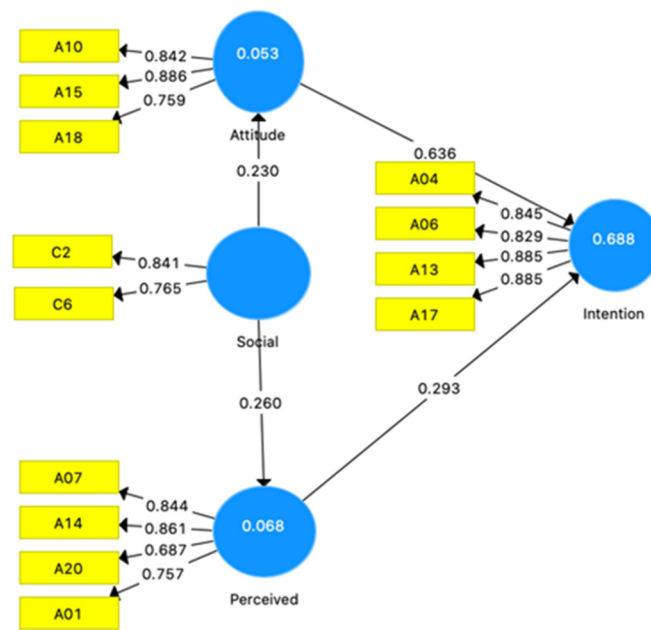 A10
0.842
0.053
A15
0.886
A18
0.759
Attitude
0.230
0.636
A04
0.845
A06
0.829
0.688
A13
0.885
A17
0.885
Intention
C2
0.841
C6
0.765
Social
0.260
0.293
A07
0.844
A14
0.861
0.068
A20
0.687
A01
0.757
Perceived